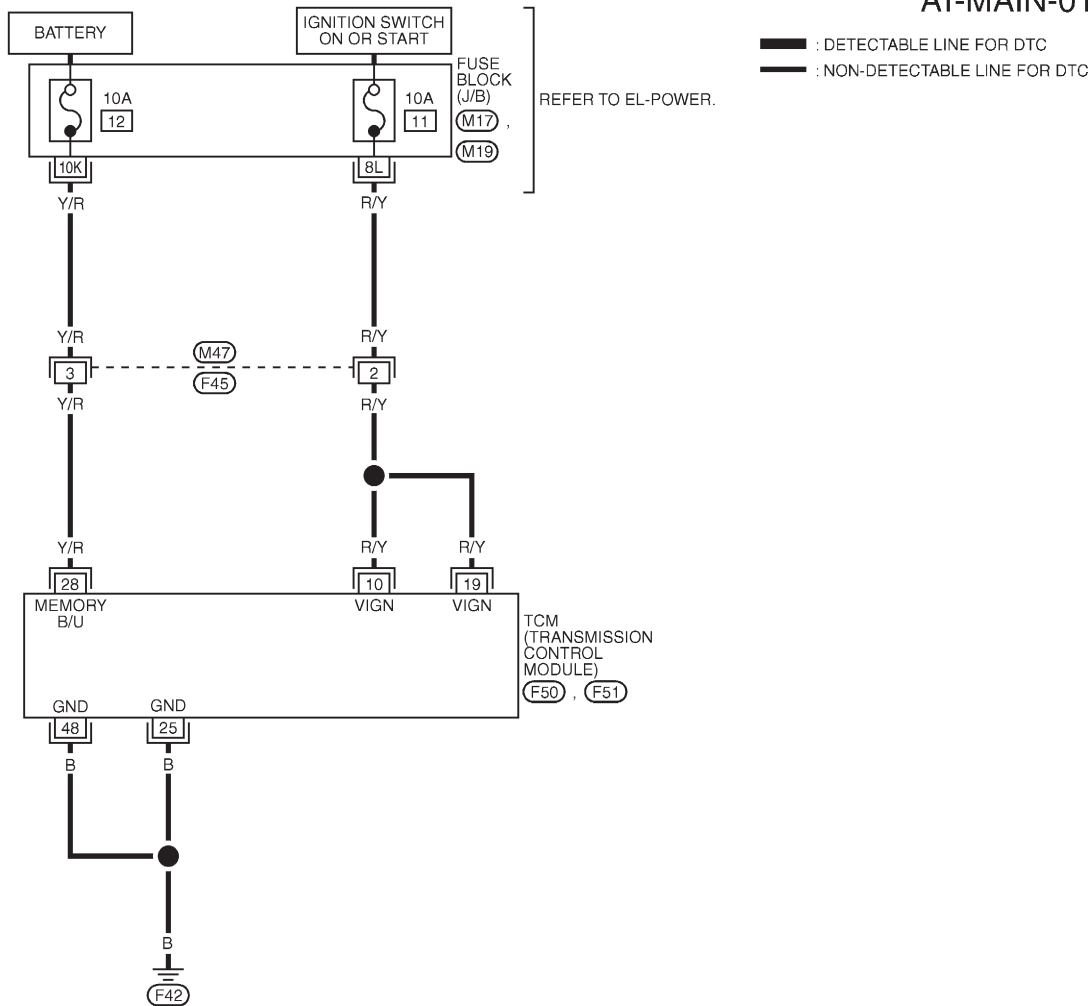 AT-MAIN-01
BATTERY
IGNITION SWITCH
ON OR START
: DETECTABLE LINE FOR DTC
: NON-DETECTABLE LINE FOR DTC
10A
12
10A
11
FUSE
BLOCK
(J/B)
M17 ,
M19
REFER TO EL-POWER.
10K
8L
Y/R
R/Y
Y/R
R/Y
3
M47
F45
2
Y/R
R/Y
Y/R
R/Y
R/Y
28
10
19
MEMORY
B/U
VIGN
VIGN
TCM
(TRANSMISSION
CONTROL
MODULE)
F50 , F51
GND
GND
48
25
B
B
B
F42